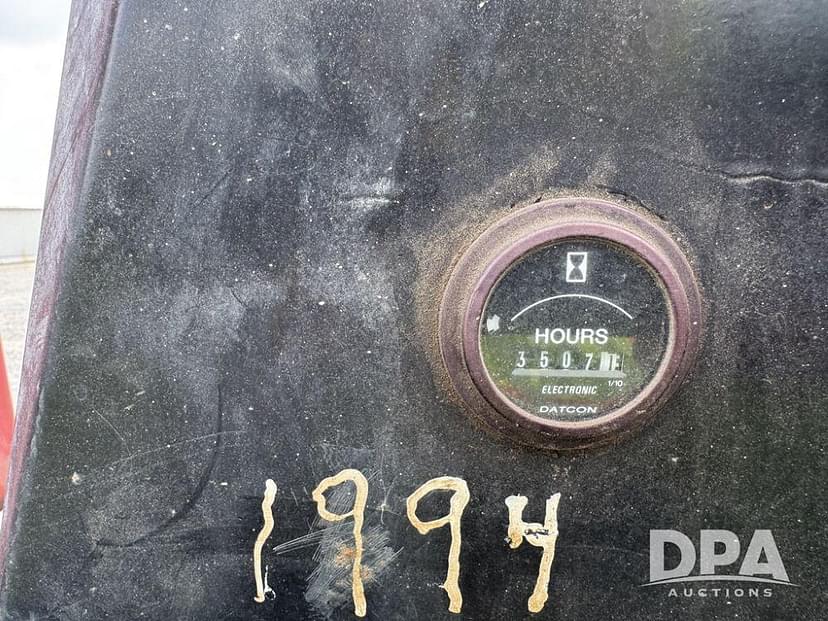 HOURS
3507
1/10
ELECTRONIC
DATCON
1994
DPA
AUCTIONS